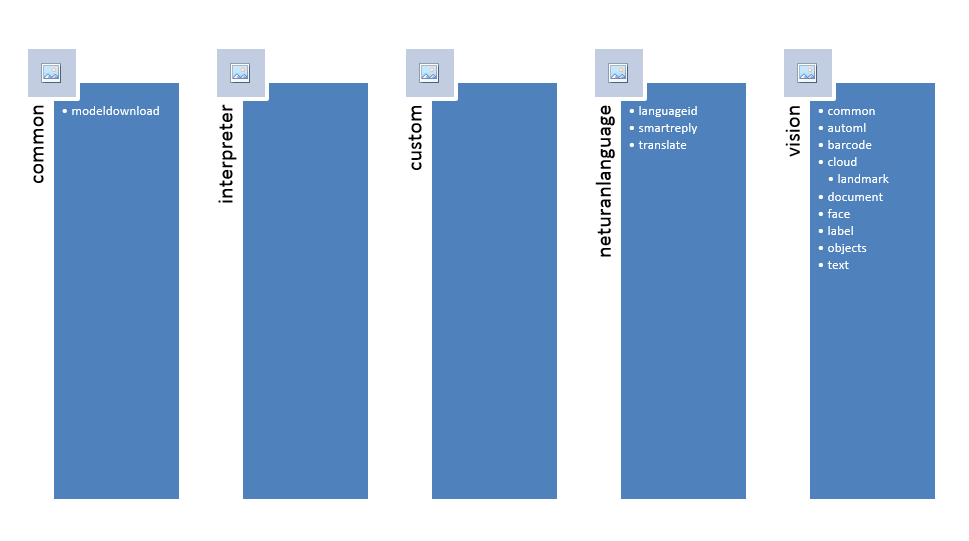 common
• modeldownload
interpreter
custom
neturanlanguage
• languageid
• smartreply
• translate
vision
• common
• automl
• barcode
• cloud
• landmark
• document
• face
• label
• objects
• text